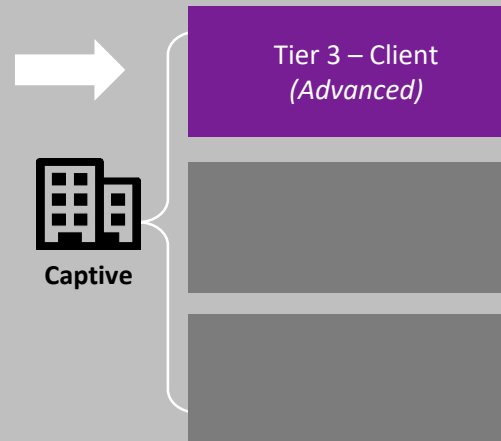 Tier 3 – Client
(Advanced)
Captive